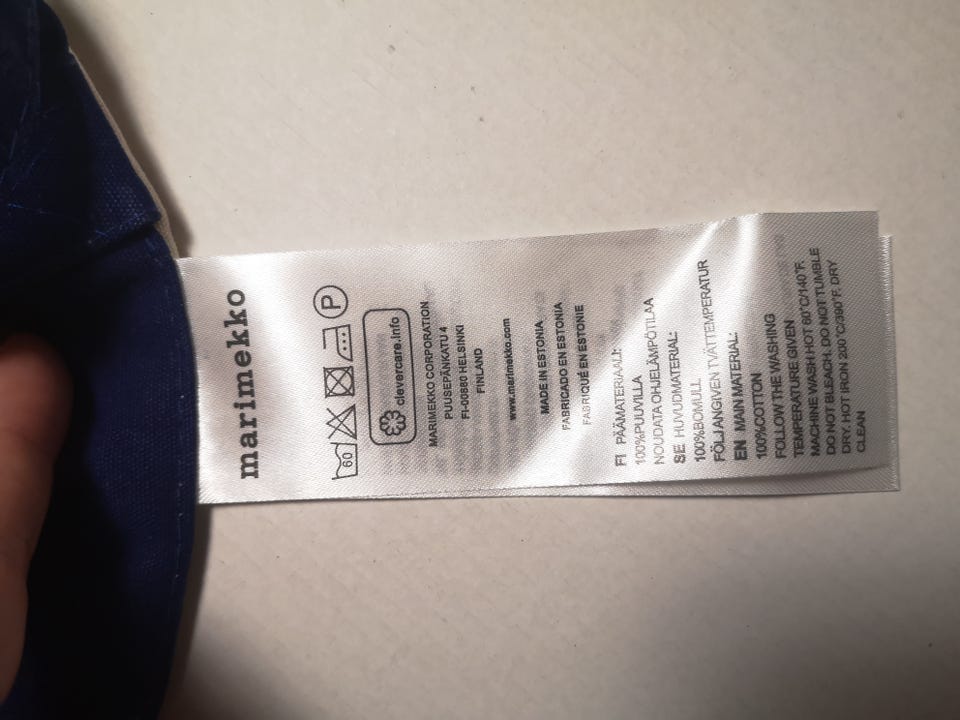 marimekko
60 P
clevercare.info
MARIMEKKO CORPORATION
PUUSEPÄNKATU 4
FI-00880 HELSINKI
FINLAND
www.marimekko.com
MADE IN ESTONIA
FABRICADO EN ESTONIA
FABRIQUÉ EN ESTONIE
FI PÄÄMATERIAALI:
100%PUUVILLA
NOUDATA OHJELÄMPÖTILAA
SE HUVUDMATERIAL:
100%BOMULL
FÖLJ ANGIVEN TVÄTTTEMPERATUR
EN MAIN MATERIAL:
100%COTTON
FOLLOW THE WASHING
TEMPERATURE GIVEN
MACHINE WASH HOT 60°C/140°F.
DO NOT BLEACH. DO NOT TUMBLE
DRY. HOT IRON 200°C/390°F. DRY
CLEAN